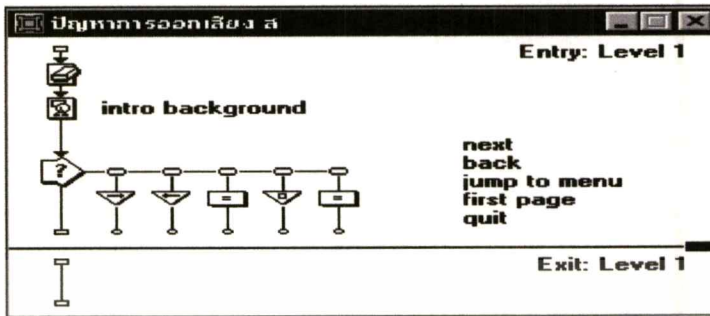 ปัญหาการออกเสียง ส
Entry: Level 1
intro background
next
back
jump to menu
first page
quit
Exit: Level 1